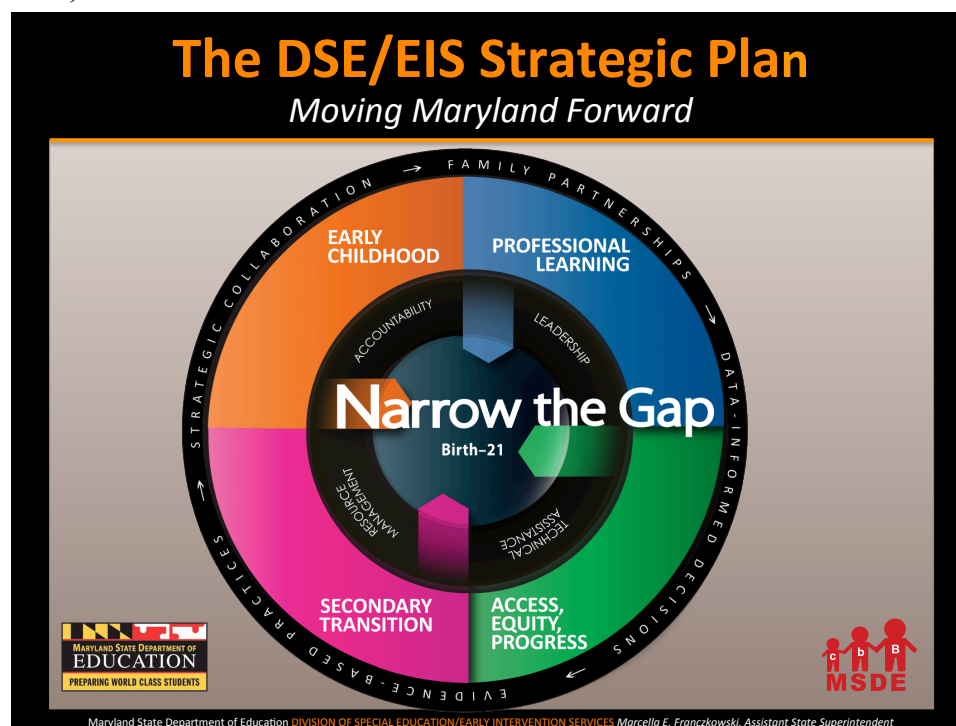 The DSE/EIS Strategic Plan
Moving Maryland Forward
STRATEGIC COLLABORATION →
FAMILY PARTNERSHIPS →
DATA-INFORMED DECISIONS →
EVIDENCE-BASED PRACTICES →
EARLY
CHILDHOOD
PROFESSIONAL
LEARNING
ACCOUNTABILITY
LEADERSHIP
Narrow the Gap
Birth–21
RESOURCE
MANAGEMENT
TECHNICAL
ASSISTANCE
SECONDARY
TRANSITION
ACCESS,
EQUITY,
PROGRESS
MARYLAND STATE DEPARTMENT OF
EDUCATION
PREPARING WORLD CLASS STUDENTS
c b B
MSDE
Maryland State Department of Education DIVISION OF SPECIAL EDUCATION/EARLY INTERVENTION SERVICES Marcella E. Franczkowski, Assistant State Superintendent